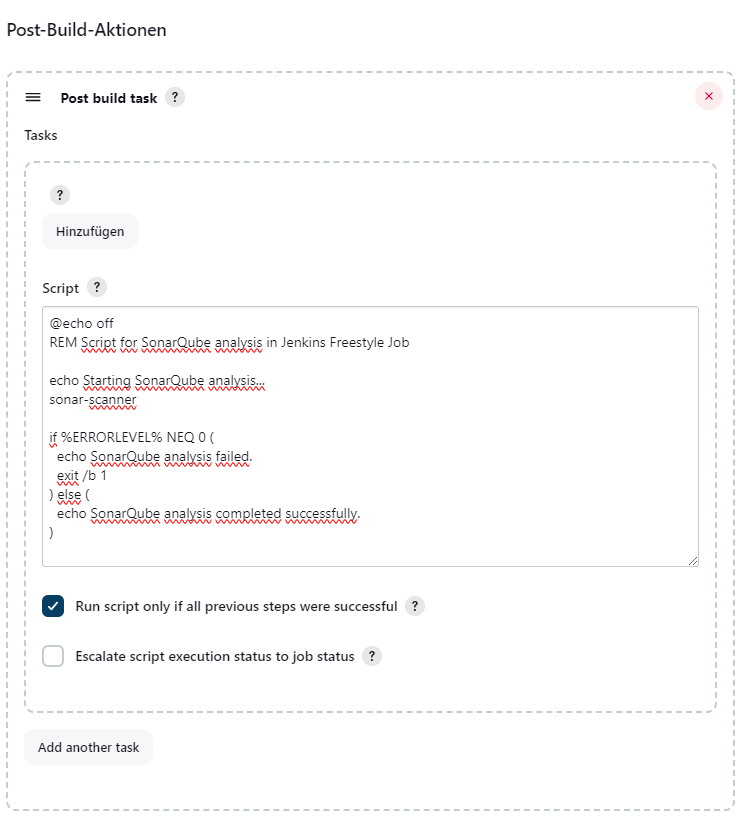 Post-Build-Aktionen
Post build task ?
Tasks
?
Hinzufügen
Script ?
@echo off
REM Script for SonarQube analysis in Jenkins Freestyle Job
echo Starting SonarQube analysis...
sonar-scanner
if %ERRORLEVEL% NEQ 0 (
echo SonarQube analysis failed.
exit /b 1
) else (
echo SonarQube analysis completed successfully.
)
Run script only if all previous steps were successful ?
Escalate script execution status to job status ?
Add another task